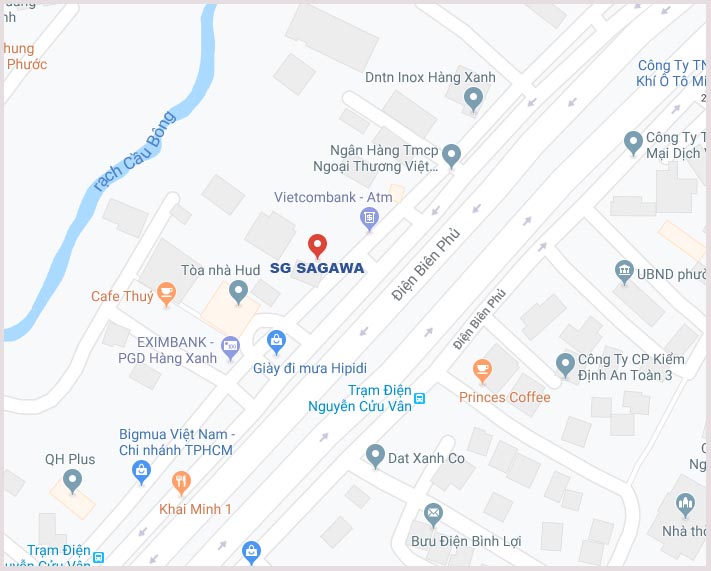 nh
hung
Phước
Dntn Inox Hàng Xanh
Công Ty TN
Khí Ô Tô Mi
2
rạch Cầu Bông
Ngân Hàng Tmcp
Ngoại Thương Việt...
Công Ty T
Mại Dịch V
Vietcombank - Atm
Điện Biên Phủ
Tòa nhà Hud
SG SAGAWA
UBND phườ
Cafe Thuý
Điện Biên Phủ
EXIMBANK -
PGD Hàng Xanh
Giày đi mưa Hipidi
Công Ty CP Kiểm
Định An Toàn 3
Trạm Điện
Nguyễn Cửu Vân
Princes Coffee
Bigmua Việt Nam -
Chi nhánh TPHCM
QH Plus
Dat Xanh Co
Khai Minh 1
Ng
Nhà thờ
Bưu Điện Bình Lợi
Trạm Điện
uyễn Cửu Vân